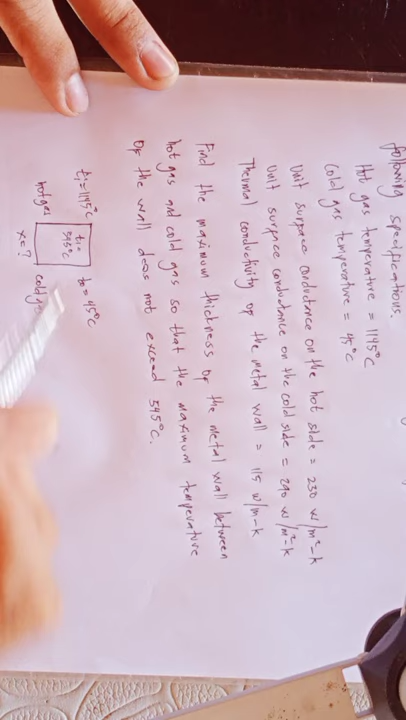 following specifications.
Hot gas temperature = 1145°C
cold gas temperature = 45°C
Unit surface conductance on the hot side = 230 W/m²-k
Unit surface conductance on the cold side = 290 W/m²-k
Thermal conductivity of the metal wall = 115 W/m-k
Find the maximum thickness of the metal wall between
hot gas and cold gas so that the maximum temperature
of the wall does not exceed 545°C.
t1=1145°C
t1=
545°C
t0=45°C
hot gas
cold
x=?